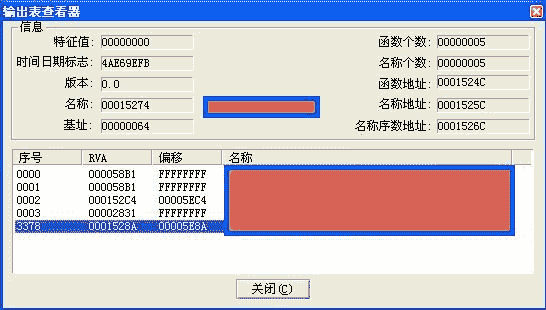 输出表查看器
信息
特征值: 00000000 函数个数: 00000005
时间日期标志: 4AE69EFB 名称个数: 00000005
版本: 0.0 函数地址: 0001524C
名称: 00015274 名称地址: 0001525C
基址: 00000064 名称序数地址: 0001526C
序号 RVA 偏移 名称
0000 000058B1 FFFFFFFF
0001 000058B1 FFFFFFFF
0002 000152C4 00005EC4
0003 00002831 FFFFFFFF
3378 0001528A 00005E8A
关闭(C)